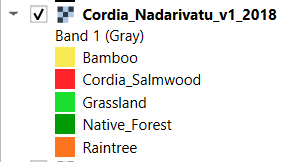 Cordia_Nadarivatu_v1_2018
Band 1 (Gray)
Bamboo
Cordia_Salmwood
Grassland
Native_Forest
Raintree